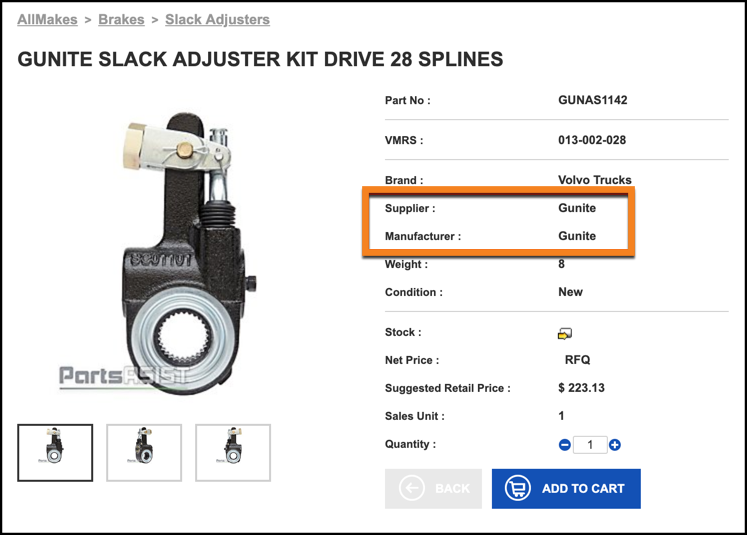 AllMakes > Brakes > Slack Adjusters
GUNITE SLACK ADJUSTER KIT DRIVE 28 SPLINES
Part No : GUNAS1142
VMRS : 013-002-028
Brand : Volvo Trucks
Supplier : Gunite
Manufacturer : Gunite
Weight : 8
Condition : New
Stock :
Net Price : RFQ
Suggested Retail Price : $ 223.13
Sales Unit : 1
Quantity : 1
BACK
ADD TO CART
PartsASIST